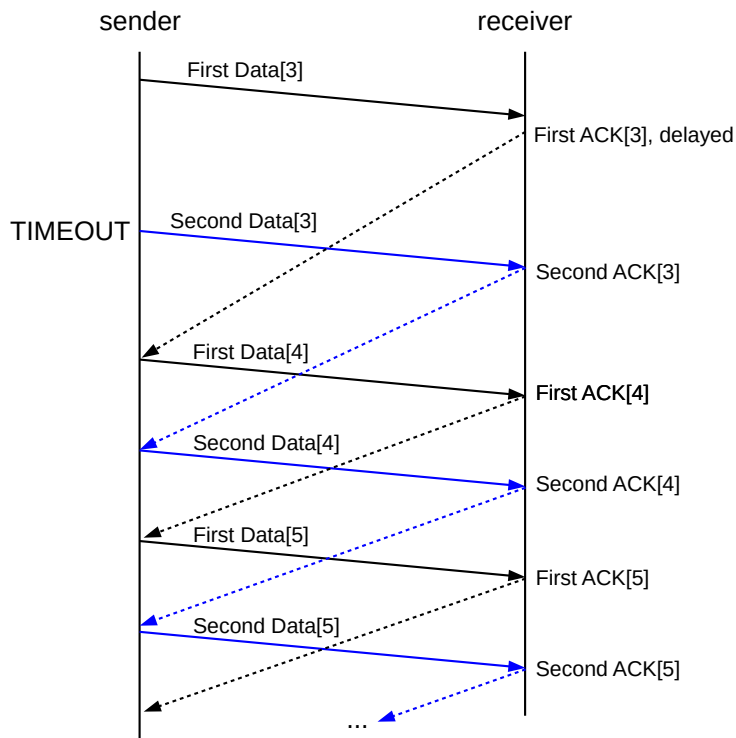 sender
receiver
First Data[3]
First ACK[3], delayed
Second Data[3]
TIMEOUT
Second ACK[3]
First Data[4]
First ACK[4]
Second Data[4]
Second ACK[4]
First Data[5]
First ACK[5]
Second Data[5]
Second ACK[5]
...